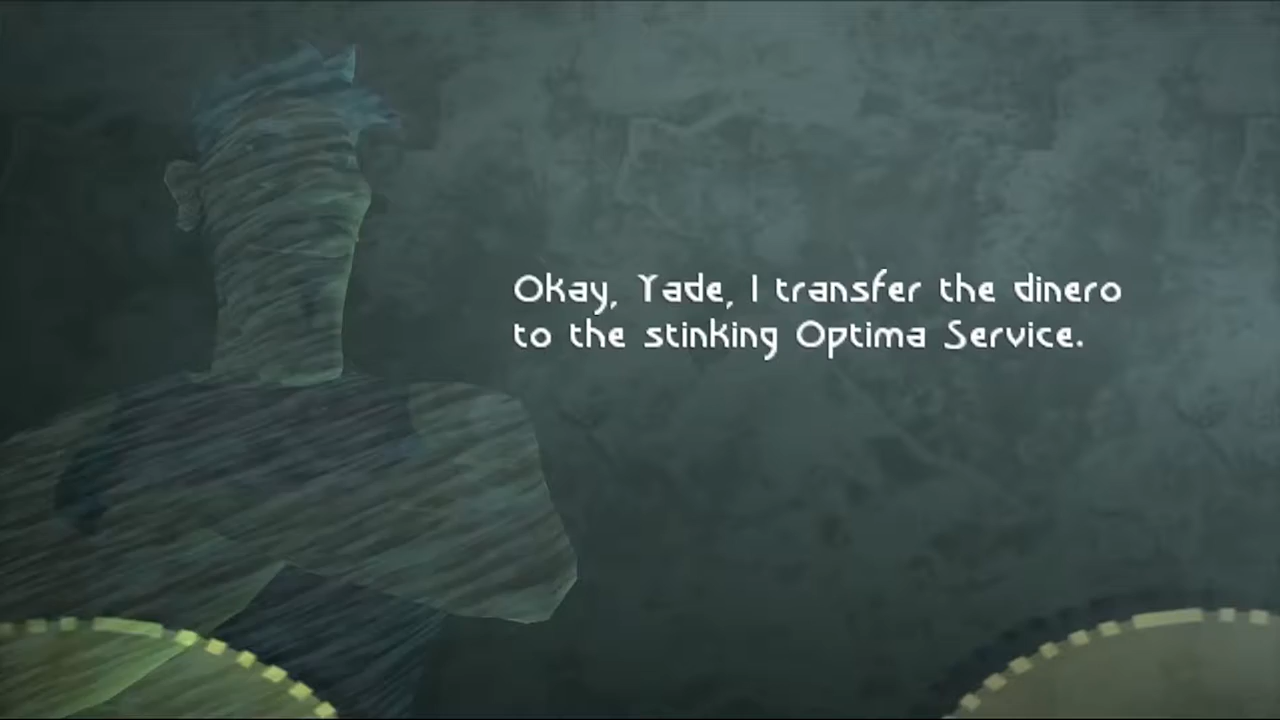 Okay, Yade, I transfer the dinero
to the stinking Optima Service.